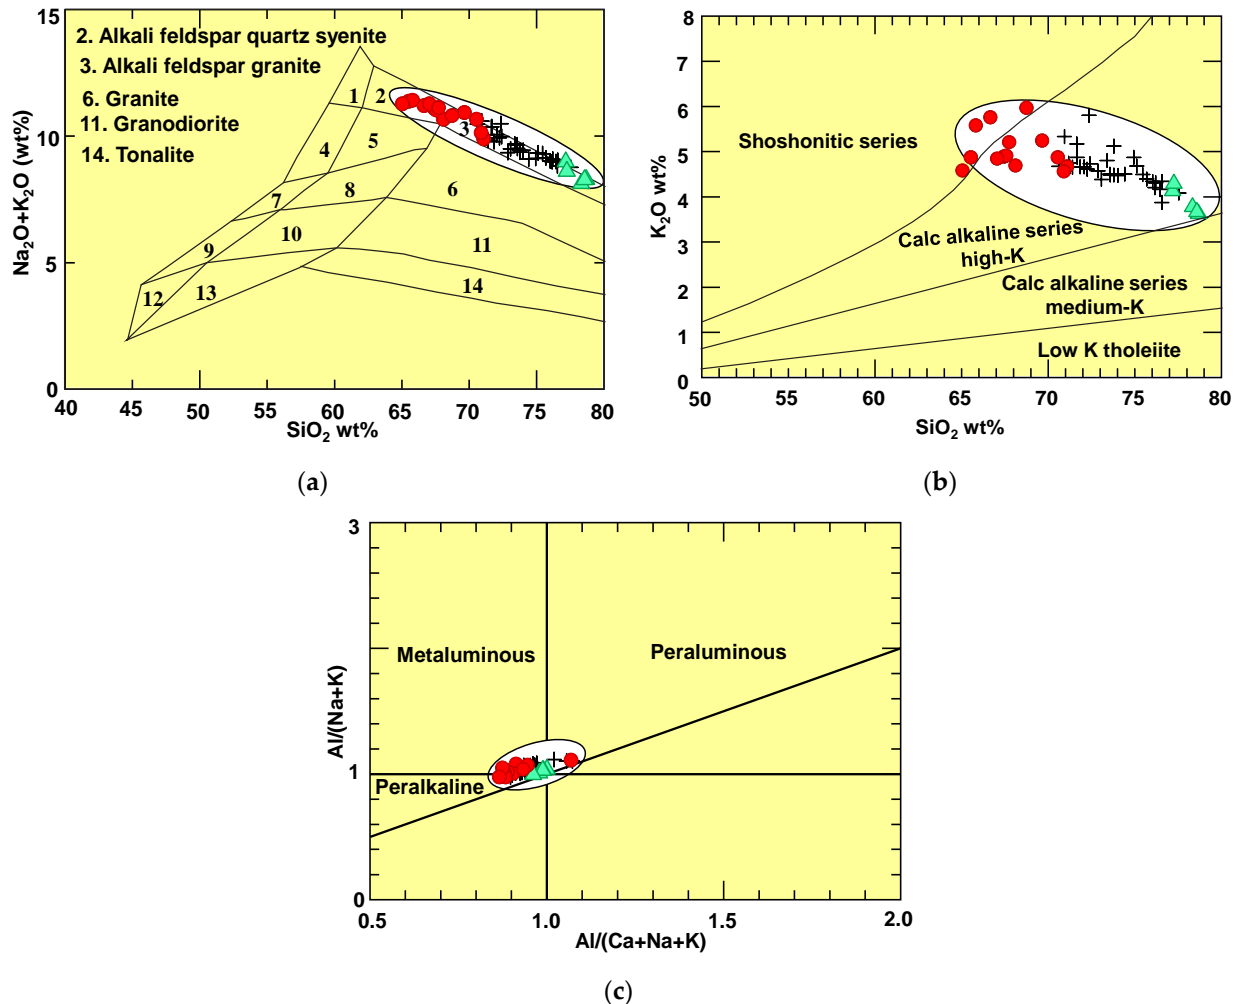 2. Alkali feldspar quartz syenite
3. Alkali feldspar granite
6. Granite
11. Granodiorite
14. Tonalite
15
10
5
0
Na₂O+K₂O (wt%)
1
2
3
4
5
6
7
8
9
10
11
12
13
14
40
45
50
55
60
65
70
75
80
SiO₂ wt%
(a)
8
7
6
5
4
3
2
1
0
K₂O wt%
Shoshonitic series
Calc alkaline series
high-K
Calc alkaline series
medium-K
Low K tholeiite
50
55
60
65
70
75
80
SiO₂ wt%
(b)
3
1
0
Al/(Na+K)
Metaluminous
Peraluminous
Peralkaline
0.5
1.0
1.5
2.0
Al/(Ca+Na+K)
(c)